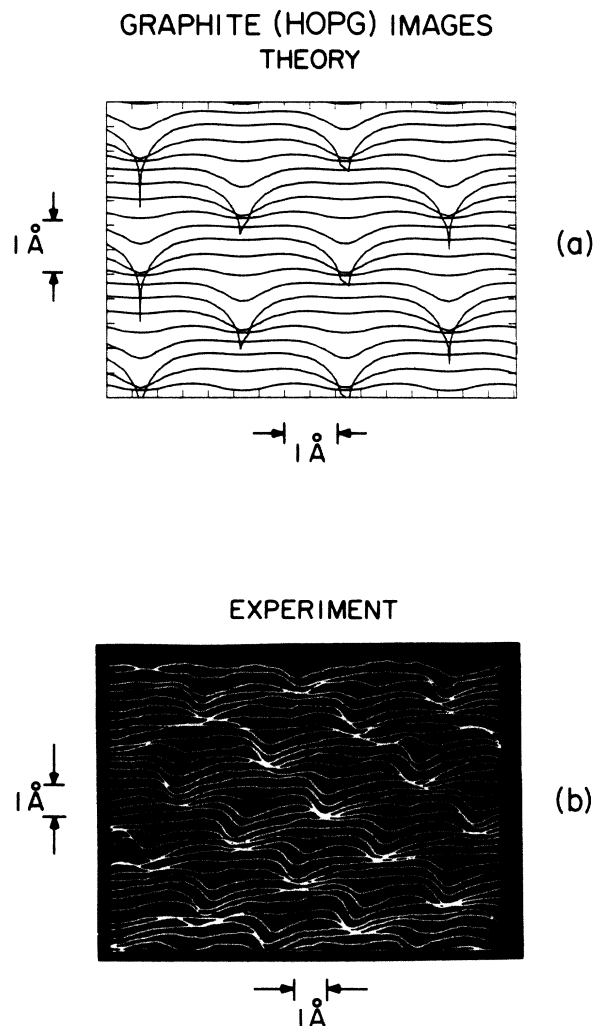 GRAPHITE (HOPG) IMAGES
THEORY
1 Å
(a)
1 Å
EXPERIMENT
1 Å
(b)
1 Å